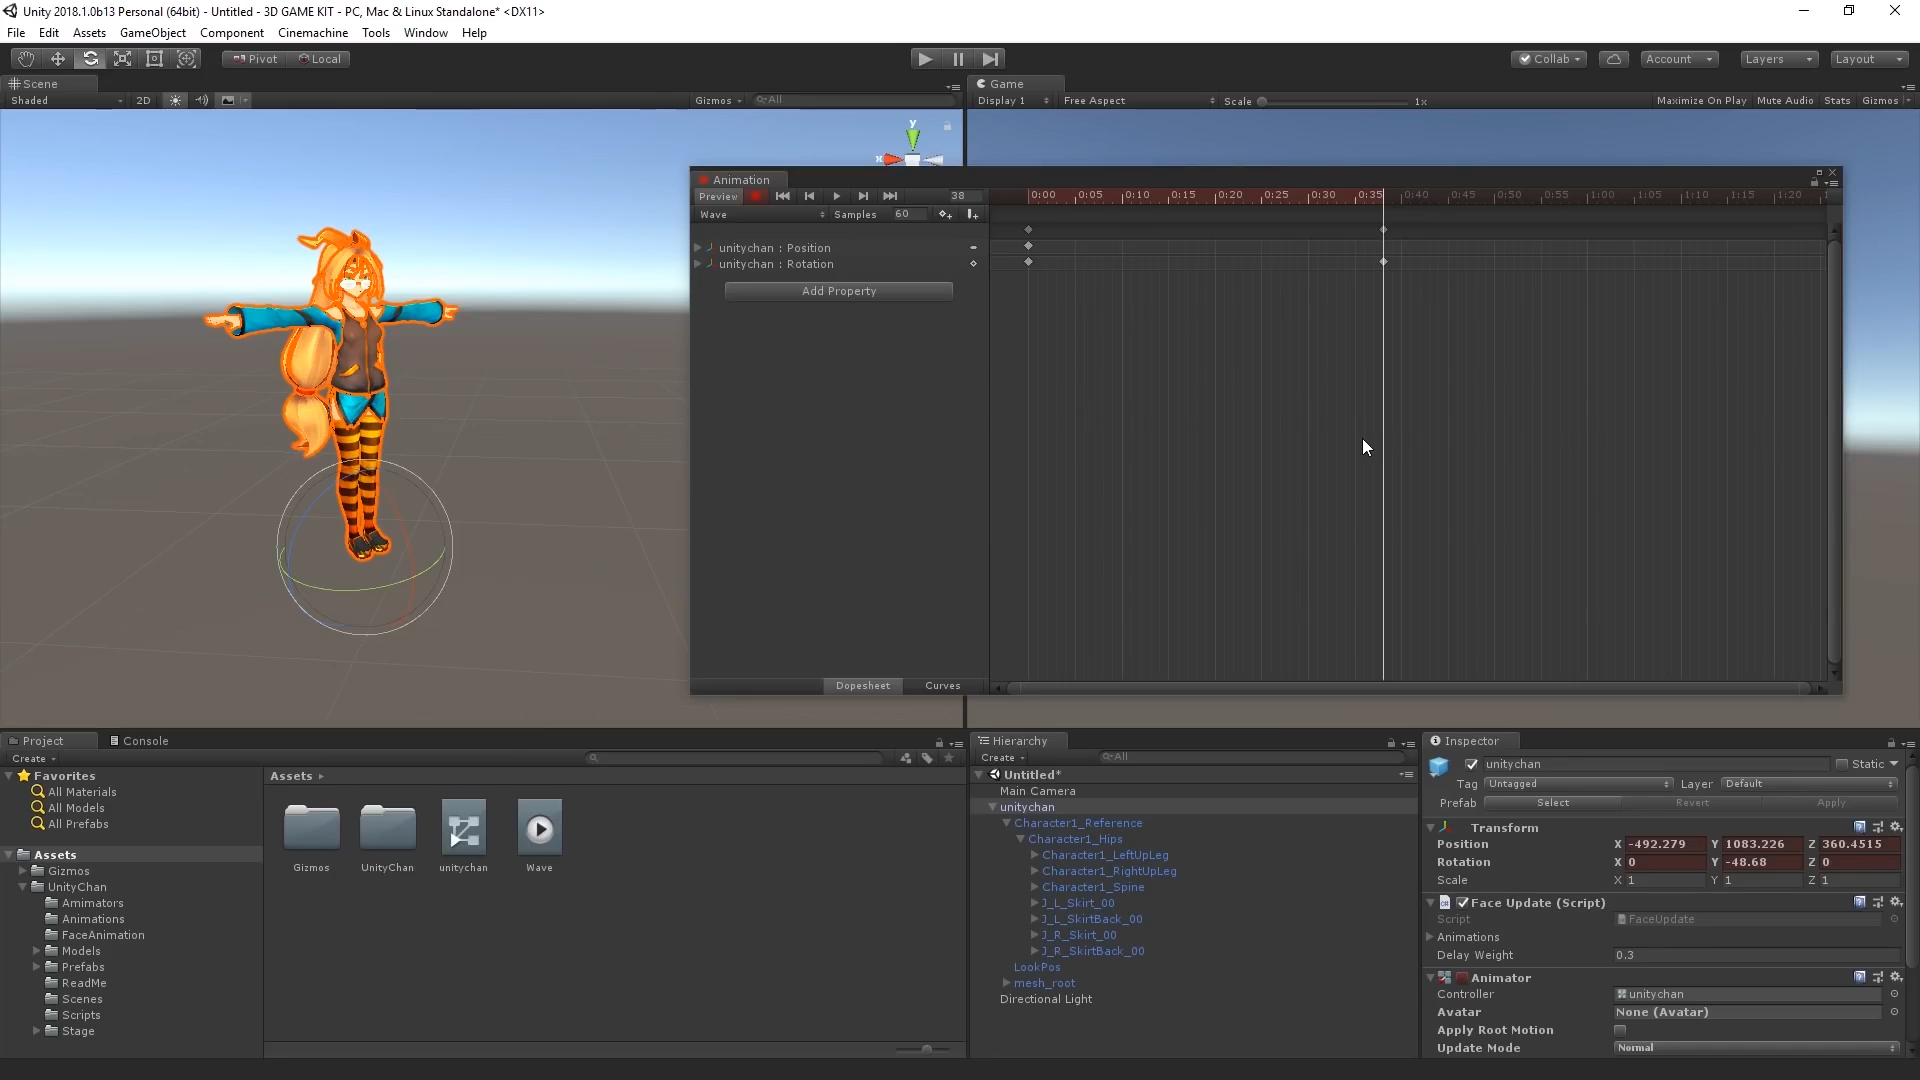 Unity 2018.1.0b13 Personal (64bit) - Untitled - 3D GAME KIT - PC, Mac & Linux Standalone* <DX11>
File Edit Assets GameObject Component Cinemachine Tools Window Help
Pivot Local Collab Account Layers Layout
Scene
Shaded 2D Gizmos All
Game
Display 1 Free Aspect Scale 1x Maximize On Play Mute Audio Stats Gizmos
y
x
Animation
Preview 38 0:00 0:05 0:10 0:15 0:20 0:25 0:30 0:35 0:40 0:45 0:50 0:55 1:00 1:05 1:10 1:15 1:20
Wave Samples 60
unitychan : Position
unitychan : Rotation
Add Property
Dopesheet Curves
Project Console
Create
Favorites
All Materials
All Models
All Prefabs
Assets
Gizmos
UnityChan
Amimators
Animations
FaceAnimation
Models
Prefabs
ReadMe
Scenes
Scripts
Stage
Assets
Gizmos UnityChan unitychan Wave
Hierarchy
Create All
Untitled*
Main Camera
unitychan
Character1_Reference
Character1_Hips
Character1_LeftUpLeg
Character1_RightUpLeg
Character1_Spine
J_L_Skirt_00
J_L_SkirtBack_00
J_R_Skirt_00
J_R_SkirtBack_00
LookPos
mesh_root
Directional Light
Inspector
unitychan Static
Tag Untagged Layer Default
Prefab Select Revert Apply
Transform
Position X -492.279 Y 1083.226 Z 360.4515
Rotation X 0 Y -48.68 Z 0
Scale X 1 Y 1 Z 1
Face Update (Script)
Script FaceUpdate
Animations
Delay Weight 0.3
Animator
Controller unitychan
Avatar None (Avatar)
Apply Root Motion
Update Mode Normal